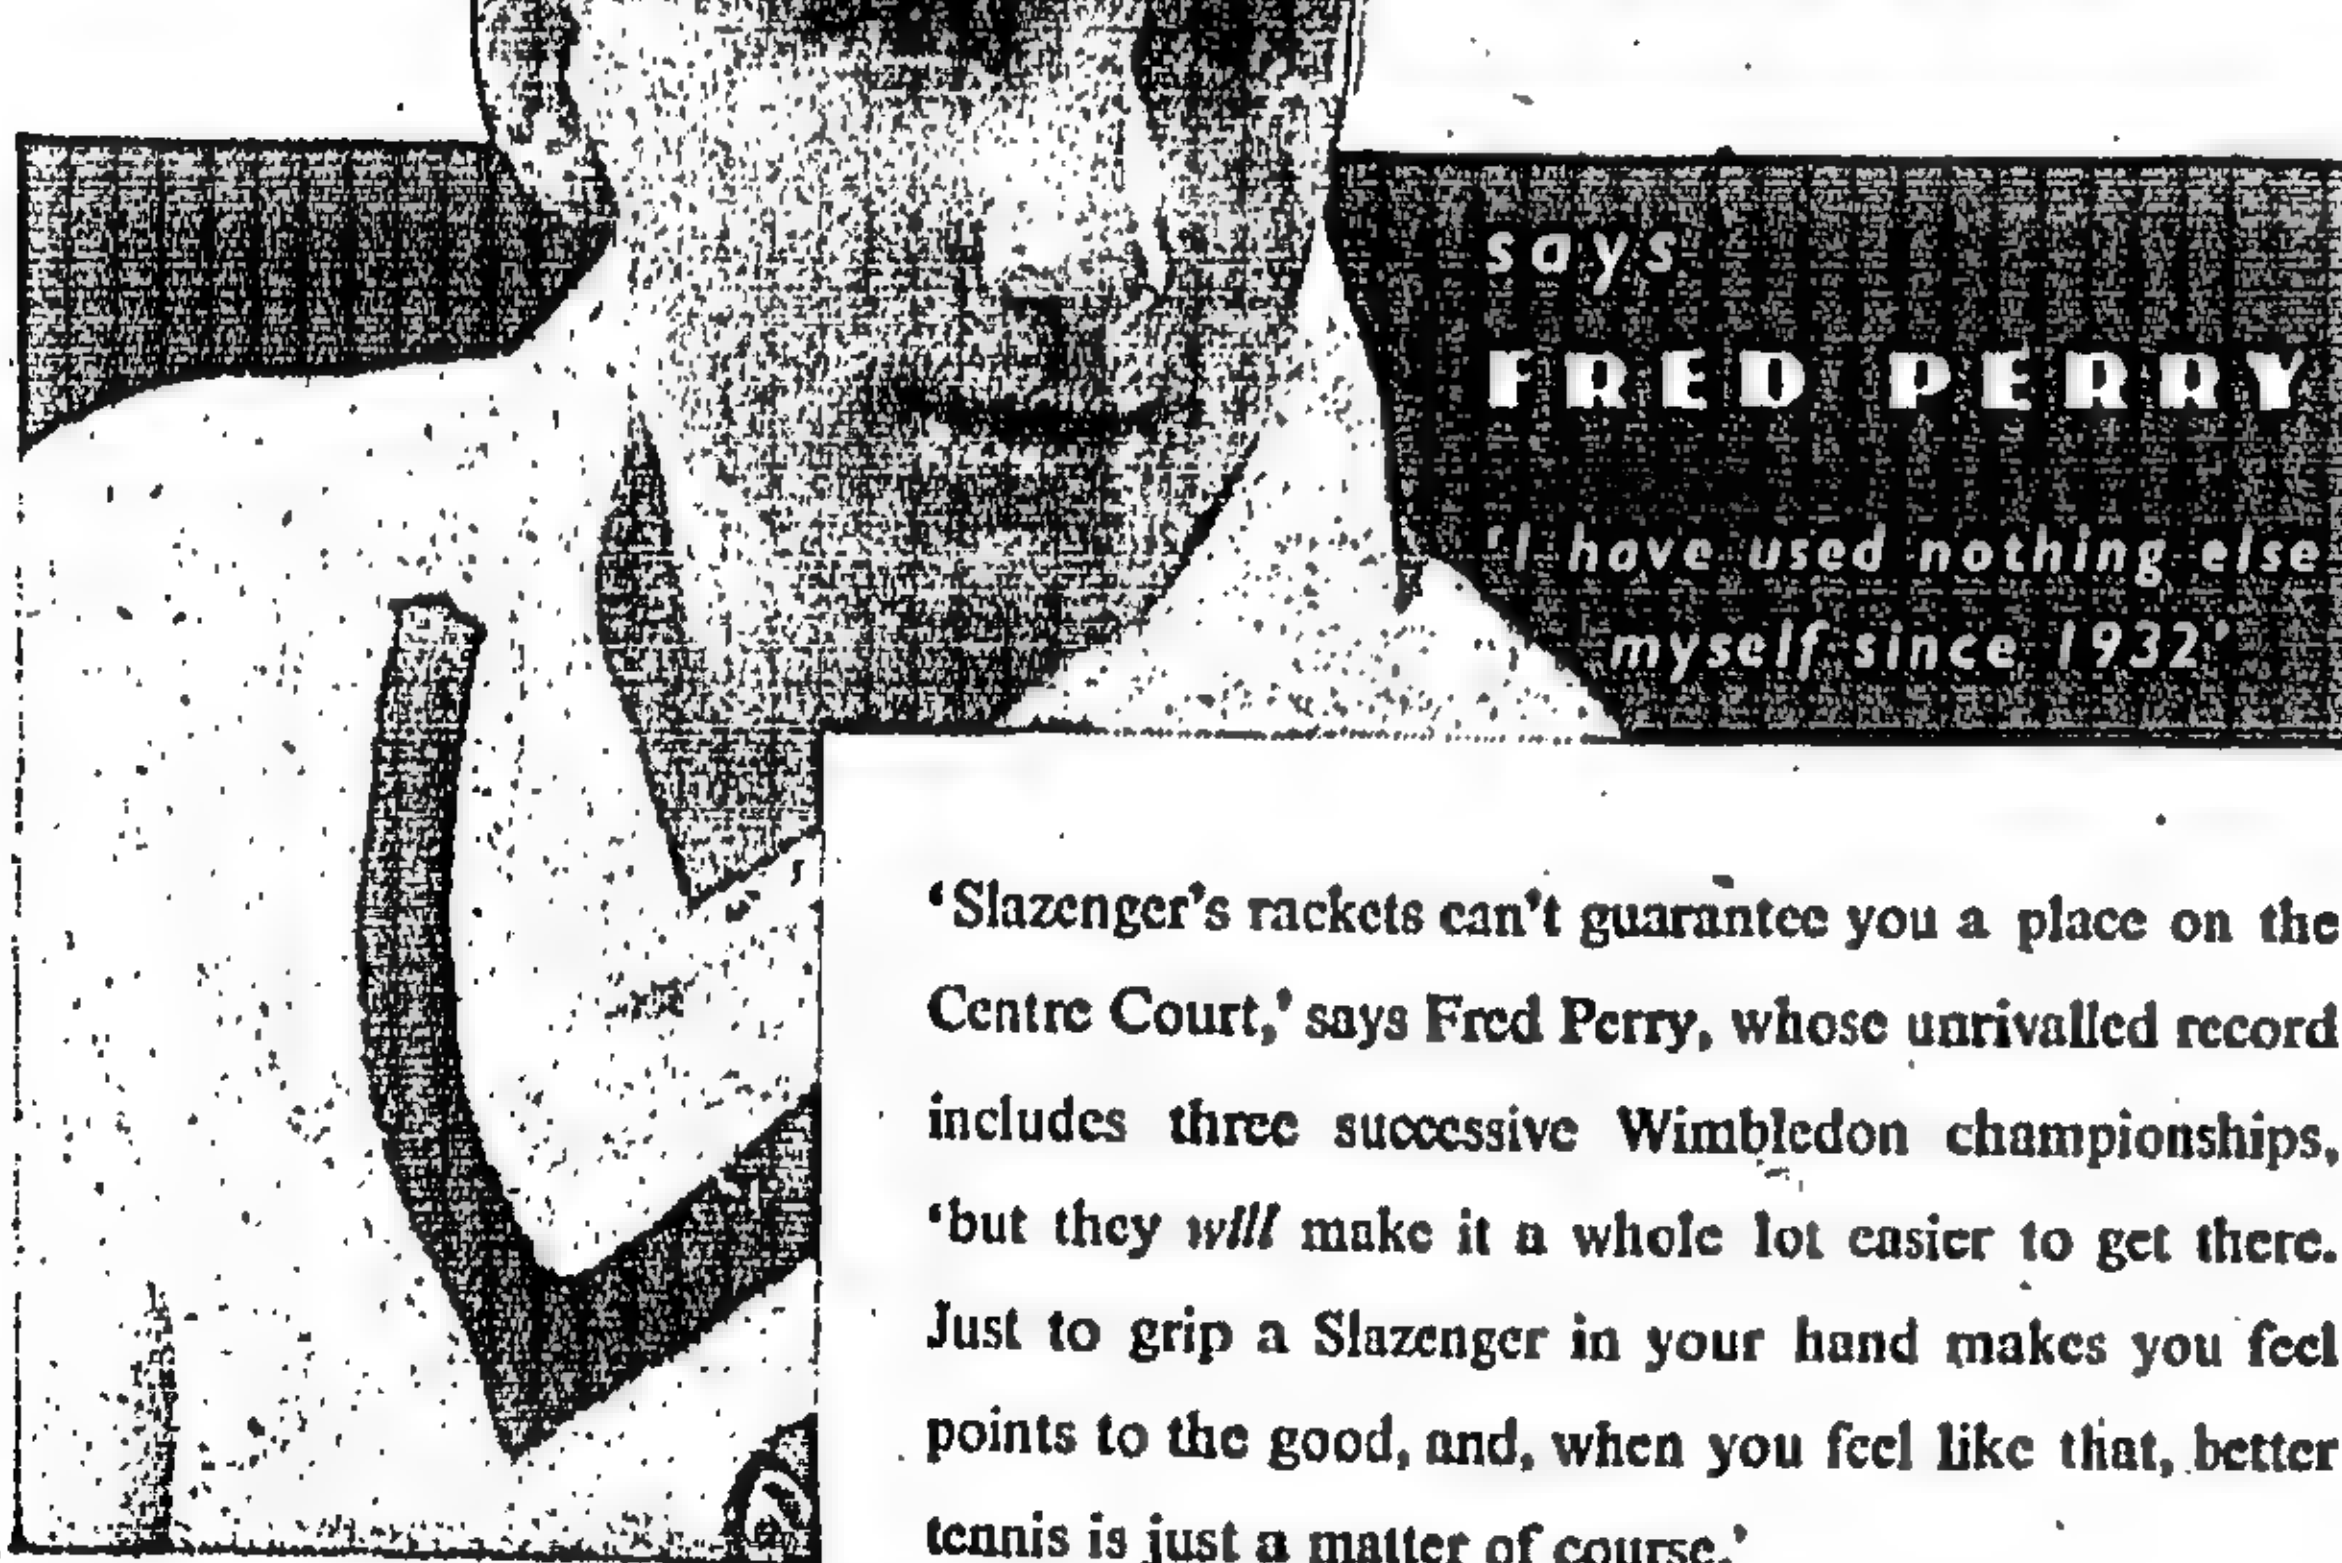 says
FRED PERRY
'I have used nothing else
myself since 1932'
'Slazenger's rackets can't guarantee you a place on the
Centre Court,' says Fred Perry, whose unrivalled record
includes three successive Wimbledon championships,
'but they will make it a whole lot easier to get there.
Just to grip a Slazenger in your hand makes you feel
points to the good, and, when you feel like that, better
tennis is just a matter of course.'